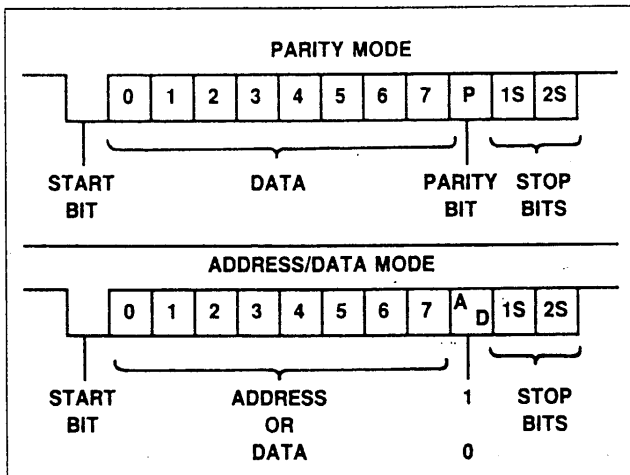 PARITY MODE
0 1 2 3 4 5 6 7 P 1S 2S
START BIT
DATA
PARITY BIT
STOP BITS
ADDRESS/DATA MODE
0 1 2 3 4 5 6 7 A D 1S 2S
START BIT
ADDRESS OR DATA
1 0
STOP BITS